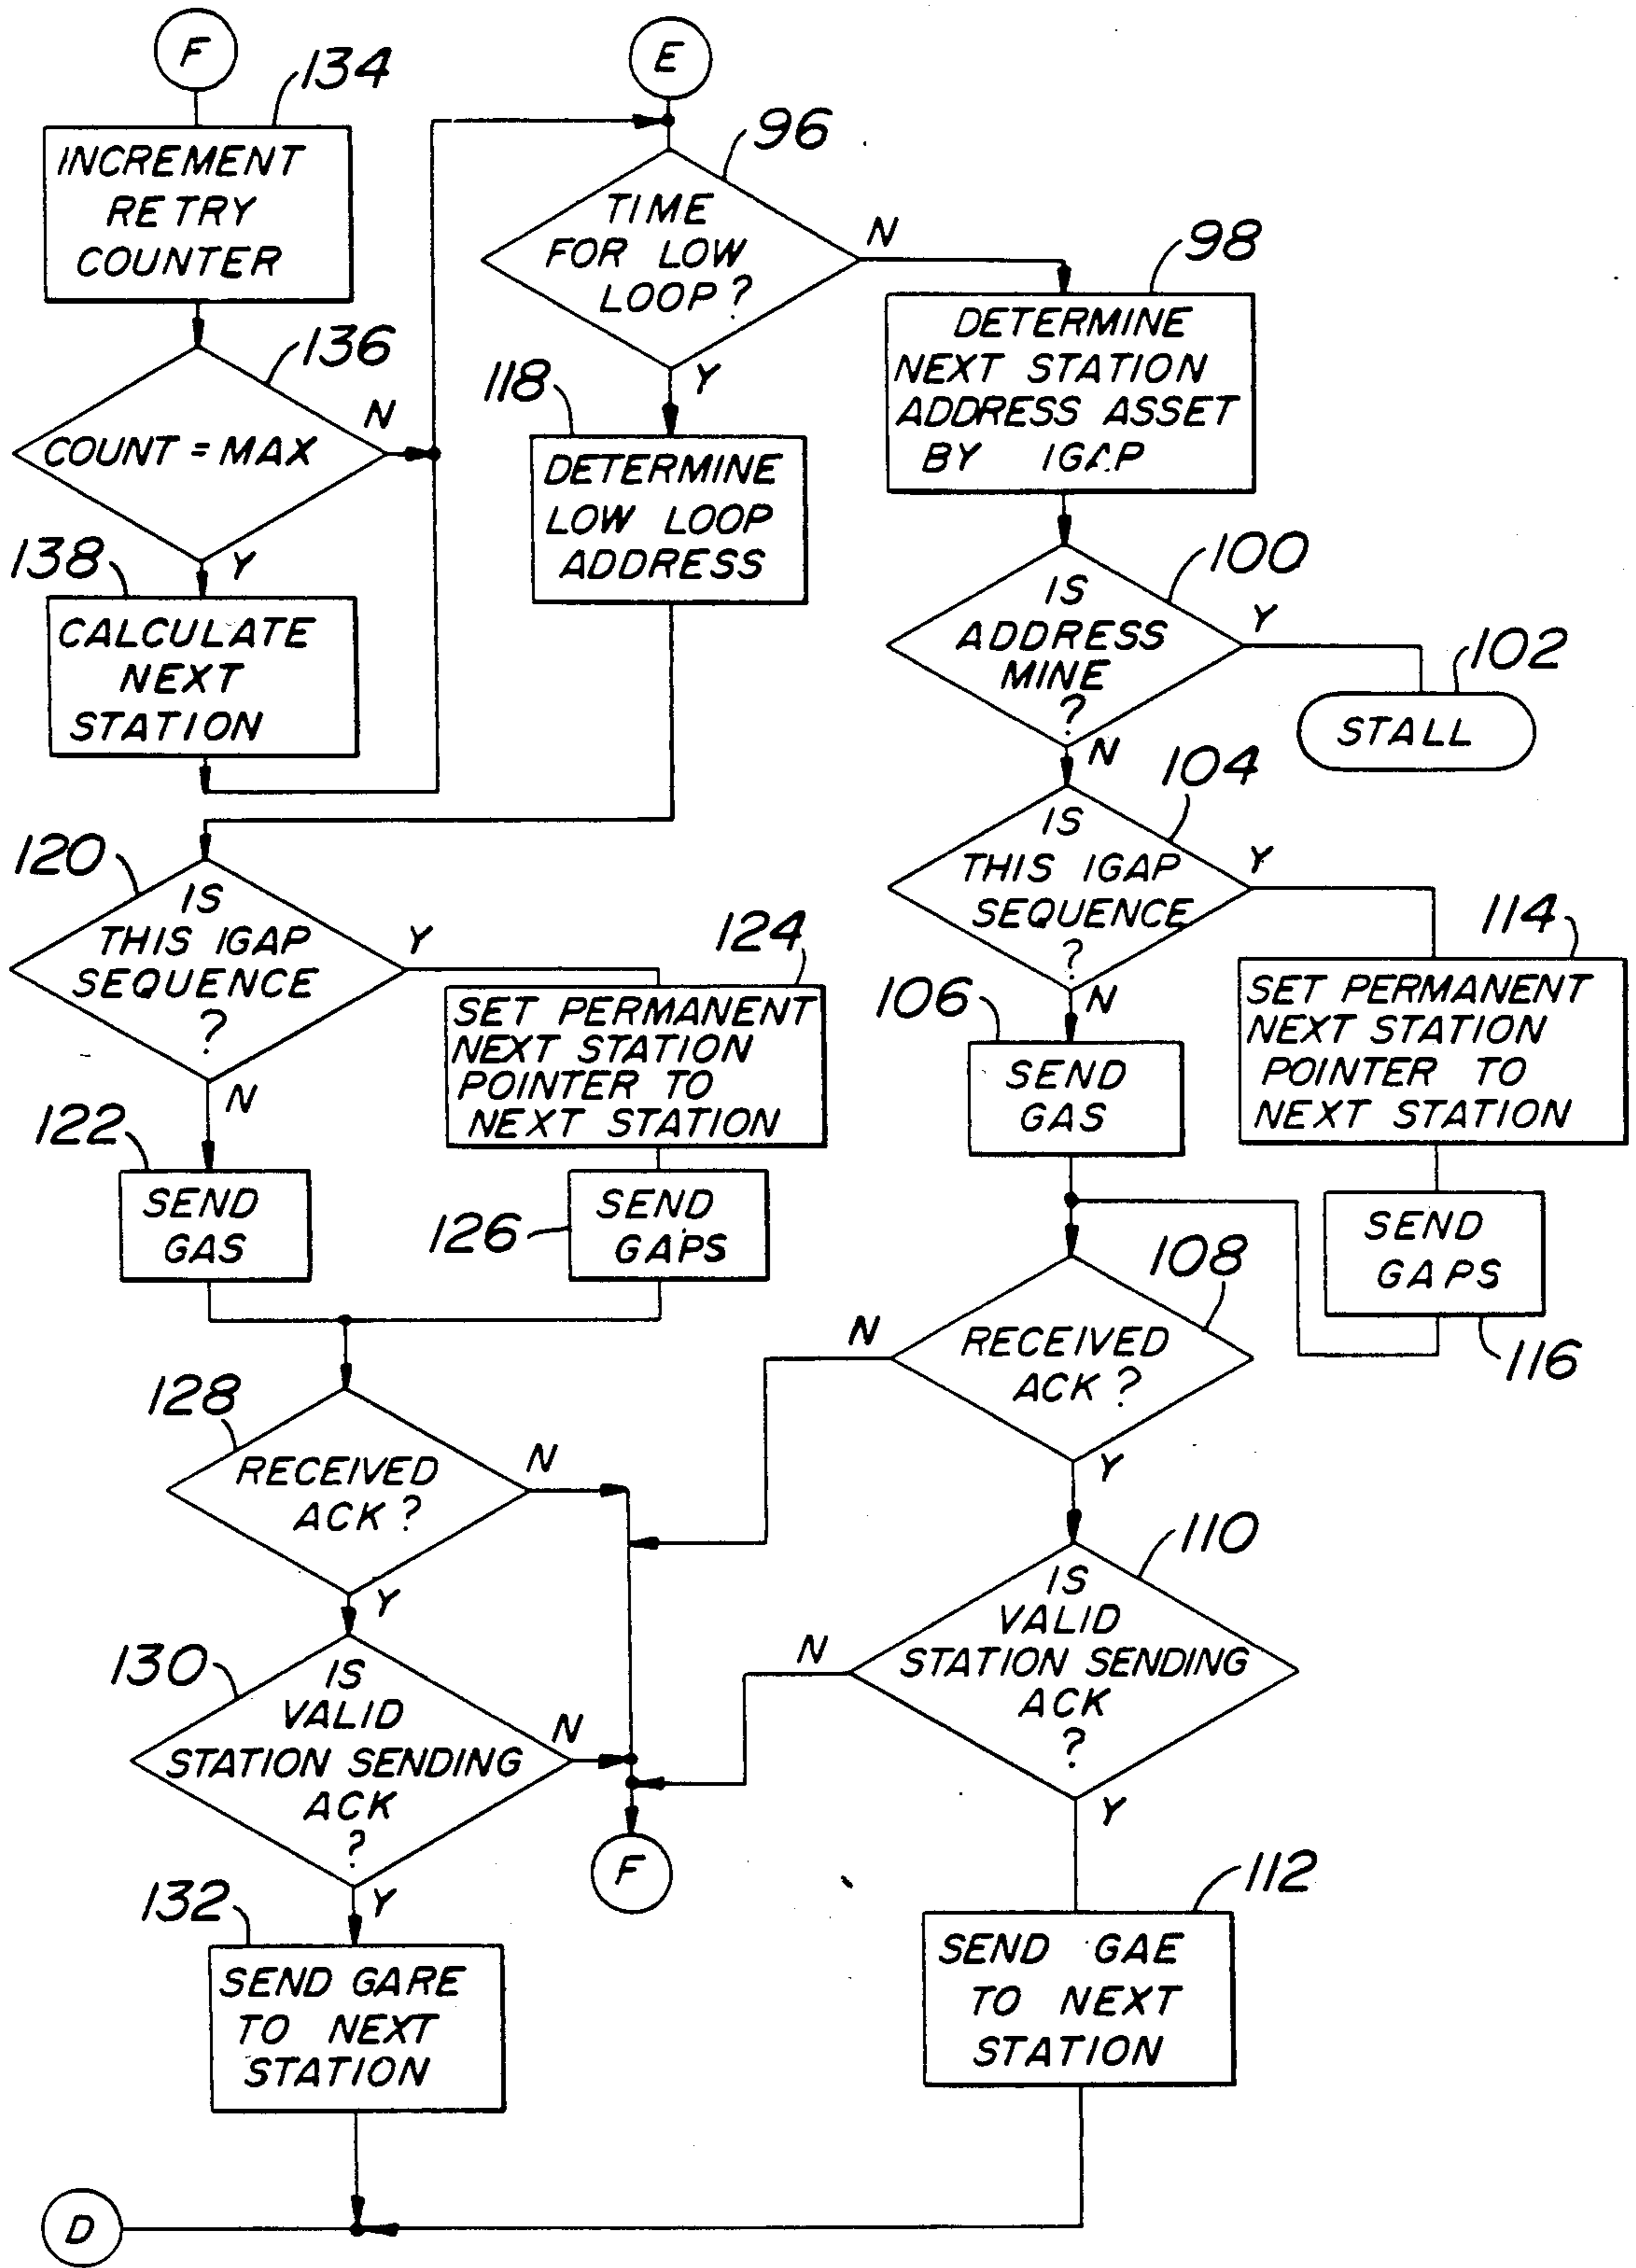 F
134
INCREMENT
RETRY
COUNTER
136
COUNT = MAX
N
Y
138
CALCULATE
NEXT
STATION
E
96
TIME
FOR LOW
LOOP?
N
Y
118
DETERMINE
LOW LOOP
ADDRESS
98
DETERMINE
NEXT STATION
ADDRESS ASSET
BY IGAP
100
IS
ADDRESS
MINE
?
Y
N
102
STALL
104
IS
THIS IGAP
SEQUENCE
?
Y
N
114
SET PERMANENT
NEXT STATION
POINTER TO
NEXT STATION
106
SEND
GAS
SEND
GAPS
116
120
IS
THIS IGAP
SEQUENCE
?
Y
N
124
SET PERMANENT
NEXT STATION
POINTER TO
NEXT STATION
122
SEND
GAS
126
SEND
GAPS
108
RECEIVED
ACK?
N
Y
128
RECEIVED
ACK?
N
Y
110
IS
VALID
STATION SENDING
ACK
?
N
Y
130
IS
VALID
STATION SENDING
ACK
?
N
Y
F
132
SEND GARE
TO NEXT
STATION
112
SEND GAE
TO NEXT
STATION
D